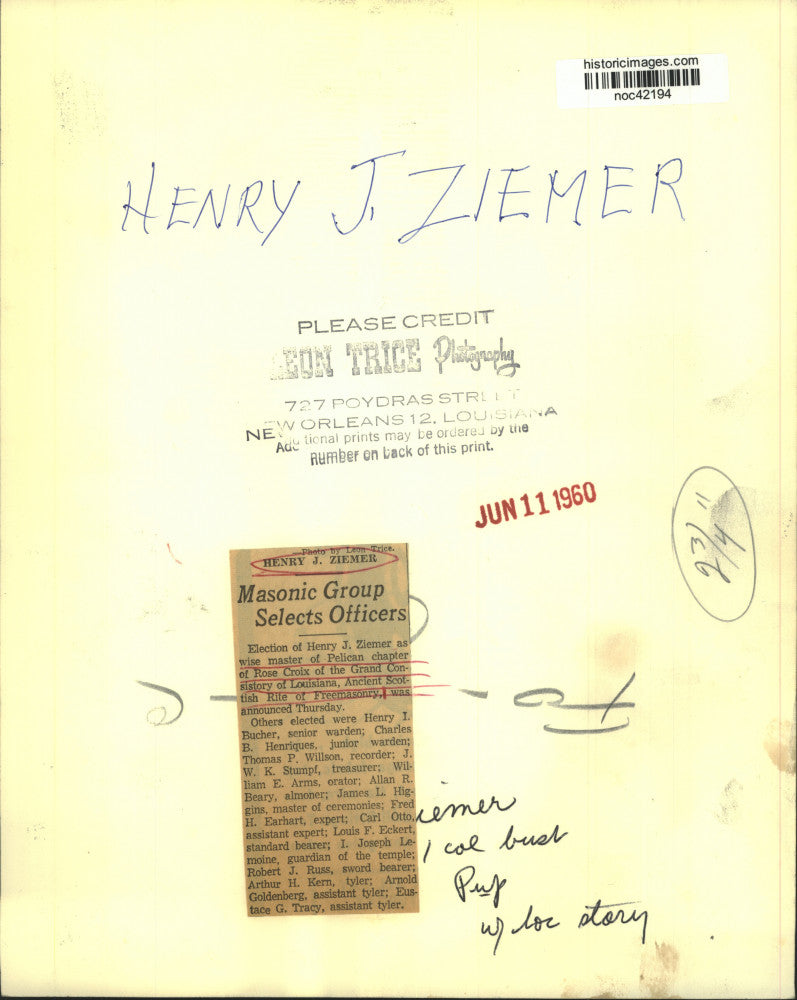 historicimages.com
noc42194
HENRY J. ZIEMER
PLEASE CREDIT
LEON TRICE Photography
727 POYDRAS STREET
NEW ORLEANS 12, LOUISIANA
Additional prints may be ordered by the
number on back of this print.
JUN 11 1960
23/4 11
—Photo by Leon Trice.
HENRY J. ZIEMER
Masonic Group
Selects Officers
Election of Henry J. Ziemer as
wise master of Pelican chapter
of Rose Croix of the Grand Con-
sistory of Louisiana, Ancient Scot-
tish Rite of Freemasonry, was
announced Thursday.
Others elected were Henry I.
Bucher, senior warden; Charles
B. Henriques, junior warden;
Thomas P. Willson, recorder; J.
W. K. Stumpf, treasurer; Wil-
liam E. Arms, orator; Allan R.
Beary, almoner; James L. Hig-
gins, master of ceremonies; Fred
H. Earhart, expert; Carl Otto,
assistant expert; Louis F. Eckert,
standard bearer; I. Joseph Le-
moine, guardian of the temple;
Robert J. Russ, sword bearer;
Arthur H. Kern, tyler; Arnold
Goldenberg, assistant tyler; Eus-
tace G. Tracy, assistant tyler.
iemer
1 col bust
w/ loc story